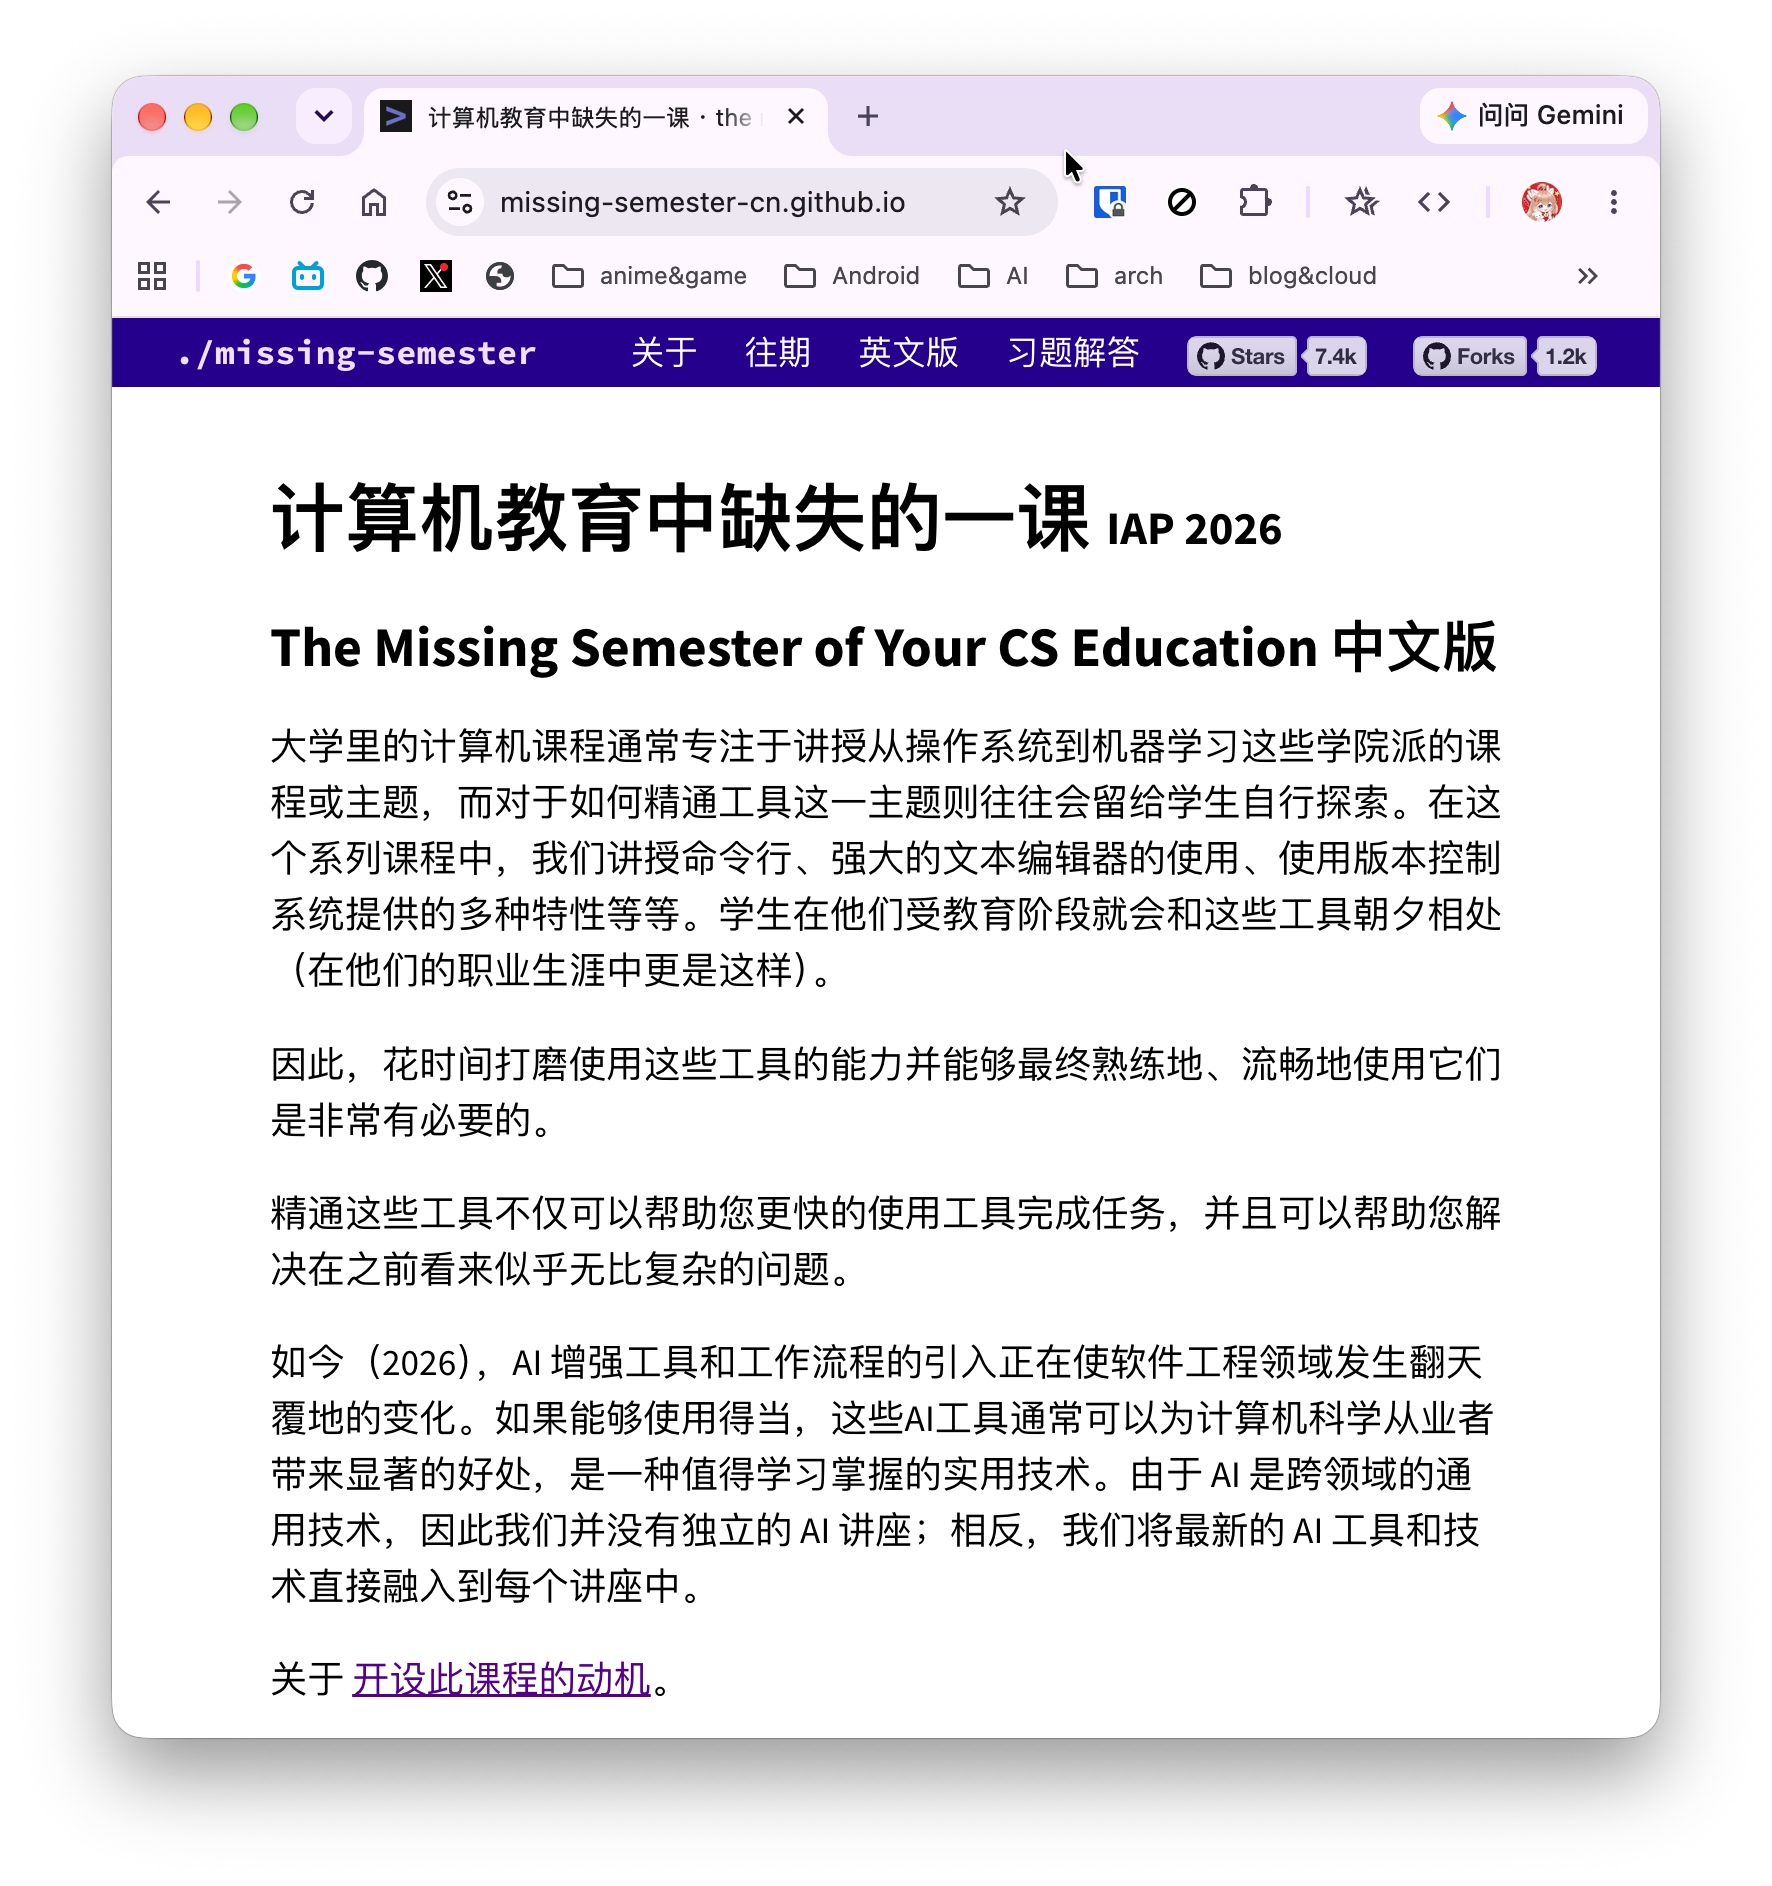 计算机教育中缺失的一课 · the
问问 Gemini
missing-semester-cn.github.io
anime&game
Android
AI
arch
blog&cloud
./missing-semester
关于
往期
英文版
习题解答
Stars
7.4k
Forks
1.2k
计算机教育中缺失的一课 IAP 2026
The Missing Semester of Your CS Education 中文版
大学里的计算机课程通常专注于讲授从操作系统到机器学习这些学院派的课
程或主题，而对于如何精通工具这一主题则往往会留给学生自行探索。在这
个系列课程中，我们讲授命令行、强大的文本编辑器的使用、使用版本控制
系统提供的多种特性等等。学生在他们受教育阶段就会和这些工具朝夕相处
（在他们的职业生涯中更是这样）。
因此，花时间打磨使用这些工具的能力并能够最终熟练地、流畅地使用它们
是非常有必要的。
精通这些工具不仅可以帮助您更快的使用工具完成任务，并且可以帮助您解
决在之前看来似乎无比复杂的问题。
如今（2026），AI 增强工具和工作流程的引入正在使软件工程领域发生翻天
覆地的变化。如果能够使用得当，这些AI工具通常可以为计算机科学从业者
带来显著的好处，是一种值得学习掌握的实用技术。由于 AI 是跨领域的通
用技术，因此我们并没有独立的 AI 讲座；相反，我们将最新的 AI 工具和技
术直接融入到每个讲座中。
关于 开设此课程的动机。